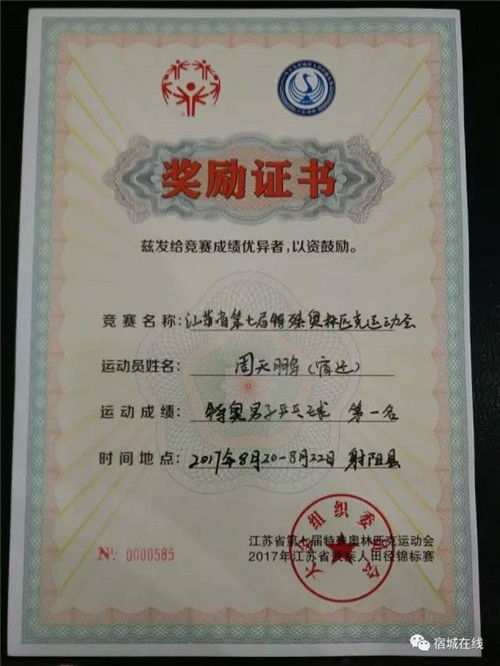 奖励证书
兹发给竞赛成绩优异者，以资鼓励。
竞赛名称：江苏省第七届特殊奥林匹克运动会
运动员姓名：周天鹏（宿迁）
运动成绩：特奥男子乒乓球 第一名
时间地点：2017年8月20-8月22日 射阳县
大会组织委员会
江苏省第七届特殊奥林匹克运动会
2017年江苏省残疾人田径锦标赛
№ 0000585
宿城在线